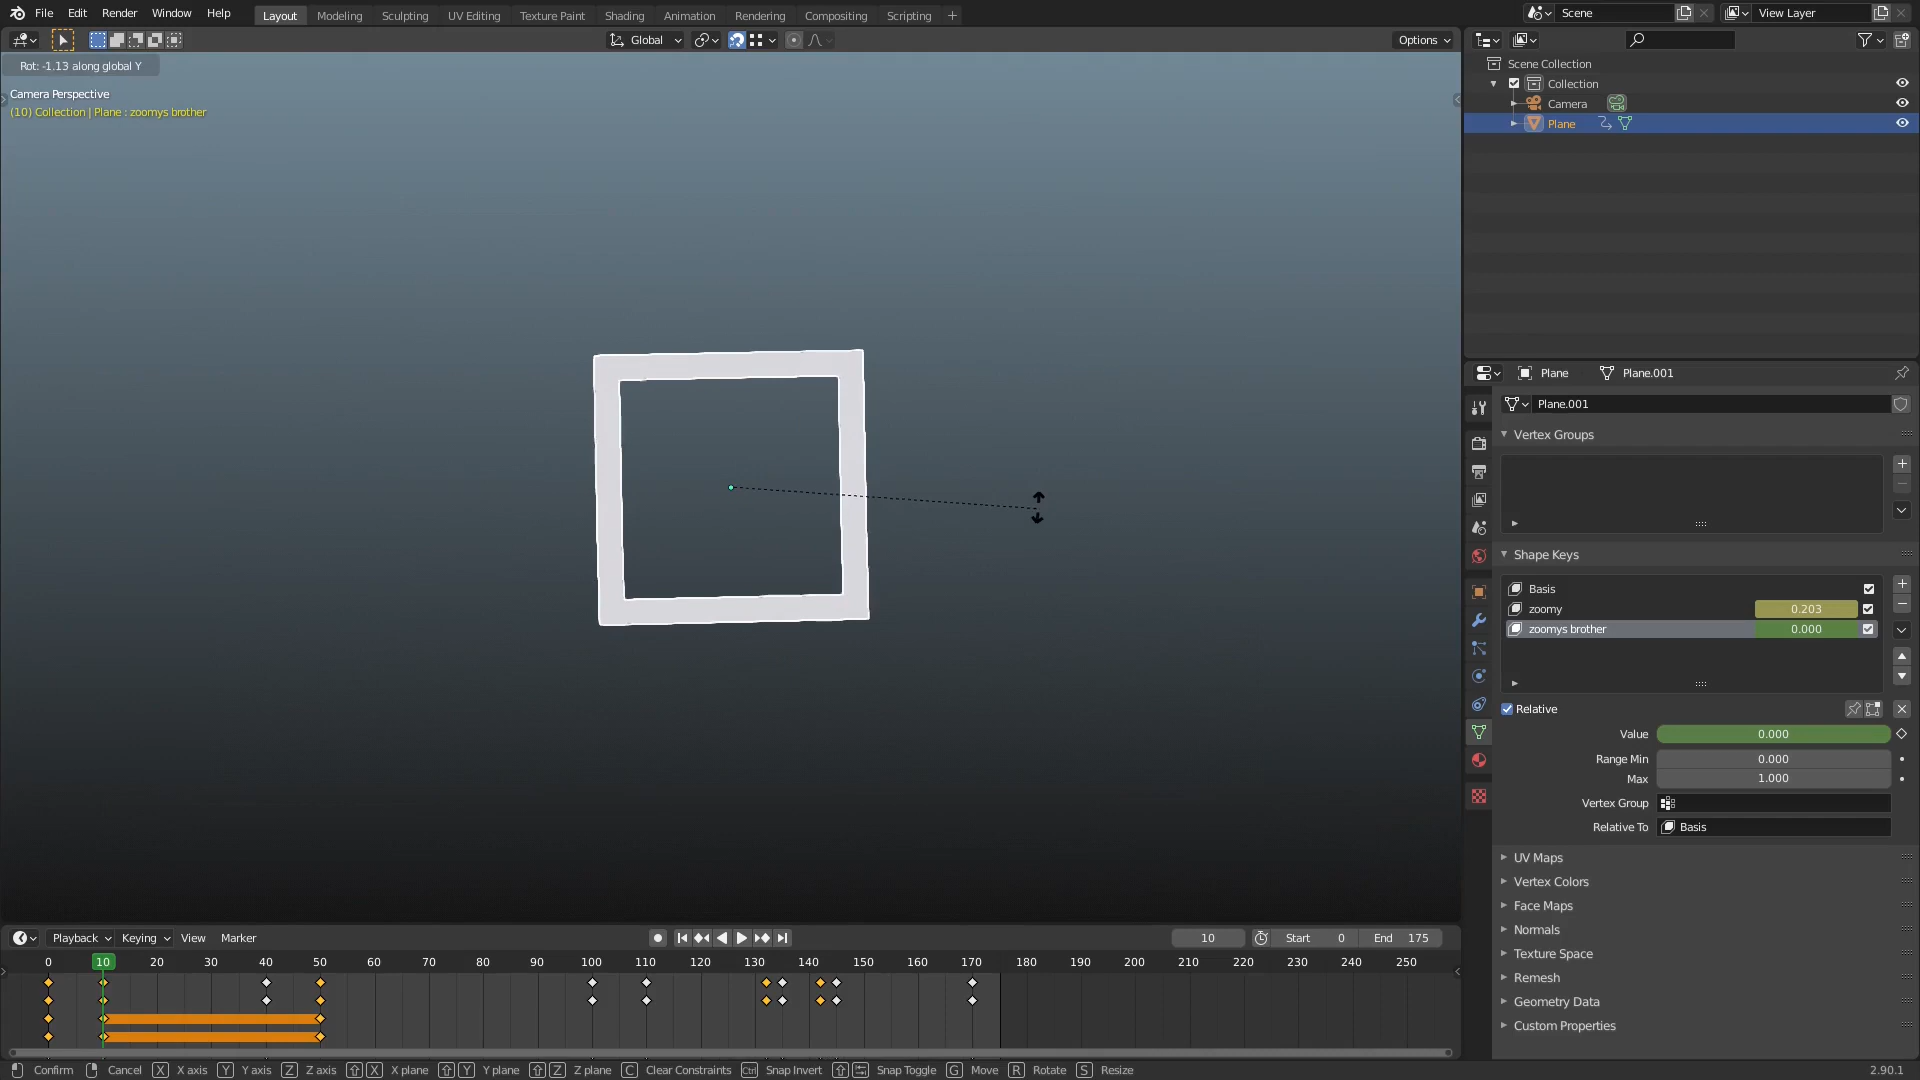 File Edit Render Window Help Layout Modeling Sculpting UV Editing Texture Paint Shading Animation Rendering Compositing Scripting + Scene View Layer
Global Options
Rot: -1.13 along global Y
Camera Perspective
(10) Collection | Plane : zoomys brother
Scene Collection
Collection
Camera
Plane
Plane Plane.001
Plane.001
Vertex Groups
Shape Keys
Basis
zoomy 0.203
zoomys brother 0.000
Relative
Value 0.000
Range Min 0.000
Max 1.000
Vertex Group
Relative To Basis
UV Maps
Vertex Colors
Face Maps
Normals
Texture Space
Remesh
Geometry Data
Custom Properties
Playback Keying View Marker 10 Start 0 End 175
0 10 20 30 40 50 60 70 80 90 100 110 120 130 140 150 160 170 180 190 200 210 220 230 240 250
Confirm Cancel X X axis Y Y axis Z Z axis X X plane Y Y plane Z Z plane C Clear Constraints Ctrl Snap Invert Snap Toggle G Move R Rotate S Resize 2.90.1